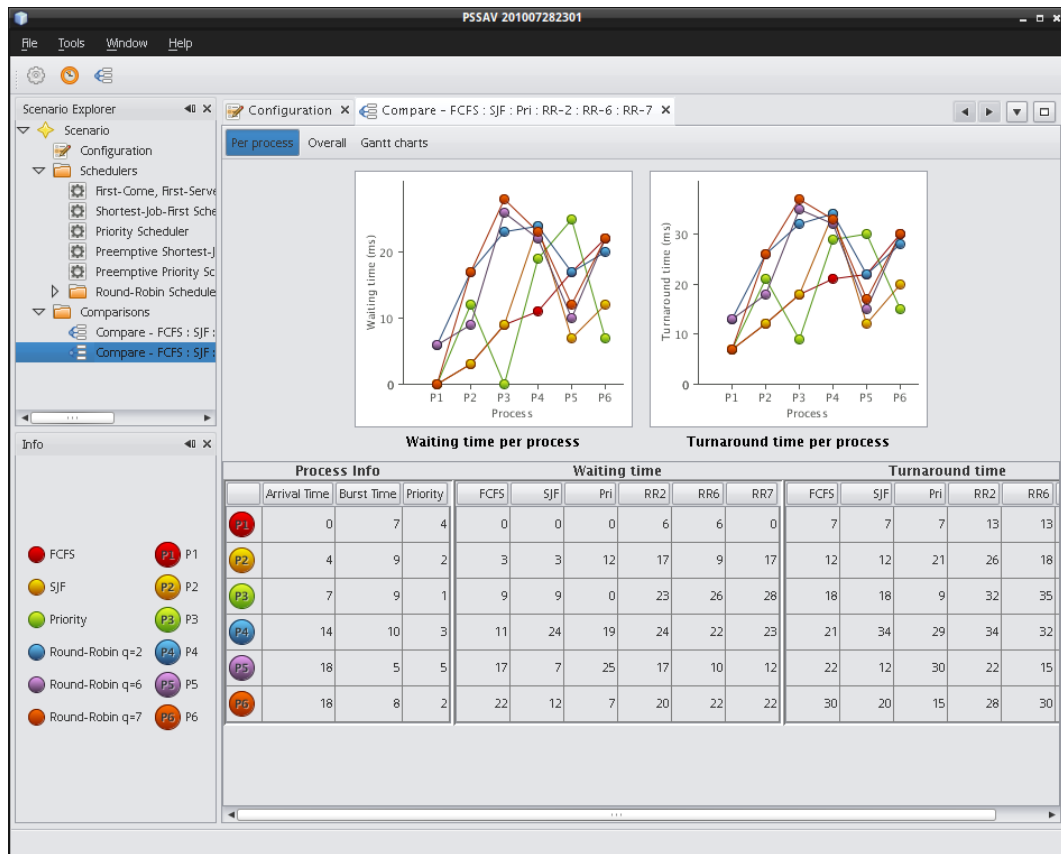 PSSAV 201007282301
File Tools Window Help
Scenario Explorer
Scenario
Configuration
Schedulers
First-Come, First-Serve
Shortest-Job-First Sche
Priority Scheduler
Preemptive Shortest-J
Preemptive Priority Sc
Round-Robin Schedule
Comparisons
Compare - FCFS : SJF :
Compare - FCFS : SJF :
Info
FCFS P1 P1
SJF P2 P2
Priority P3 P3
Round-Robin q=2 P4 P4
Round-Robin q=6 P5 P5
Round-Robin q=7 P6 P6
Configuration Compare - FCFS : SJF : Pri : RR-2 : RR-6 : RR-7
Per process Overall Gantt charts
Waiting time (ms)
20
10
0
P1 P2 P3 P4 P5 P6
Process
Waiting time per process
Turnaround time (ms)
30
20
10
0
P1 P2 P3 P4 P5 P6
Process
Turnaround time per process
Process Info Waiting time Turnaround time
Arrival Time Burst Time Priority FCFS SJF Pri RR2 RR6 RR7 FCFS SJF Pri RR2 RR6
P1 0 7 4 0 0 0 6 6 0 7 7 7 13 13
P2 4 9 2 3 3 12 17 9 17 12 12 21 26 18
P3 7 9 1 9 9 0 23 26 28 18 18 9 32 35
P4 14 10 3 11 24 19 24 22 23 21 34 29 34 32
P5 18 5 5 17 7 25 17 10 12 22 12 30 22 15
P6 18 8 2 22 12 7 20 22 22 30 20 15 28 30